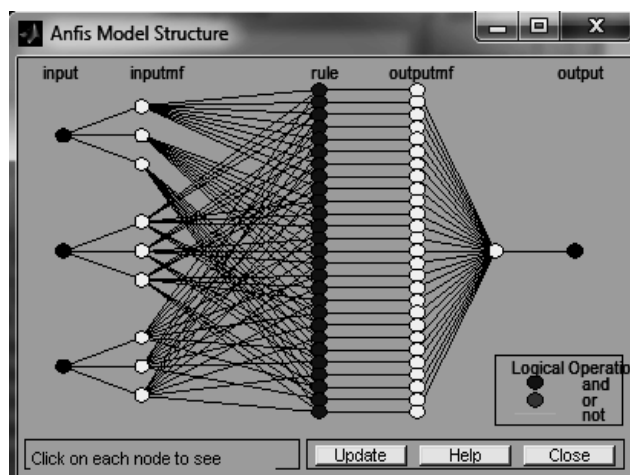 Anfis Model Structure
input inputmf rule outputmf output
Logical Operatio
and
or
not
Click on each node to see
Update Help Close